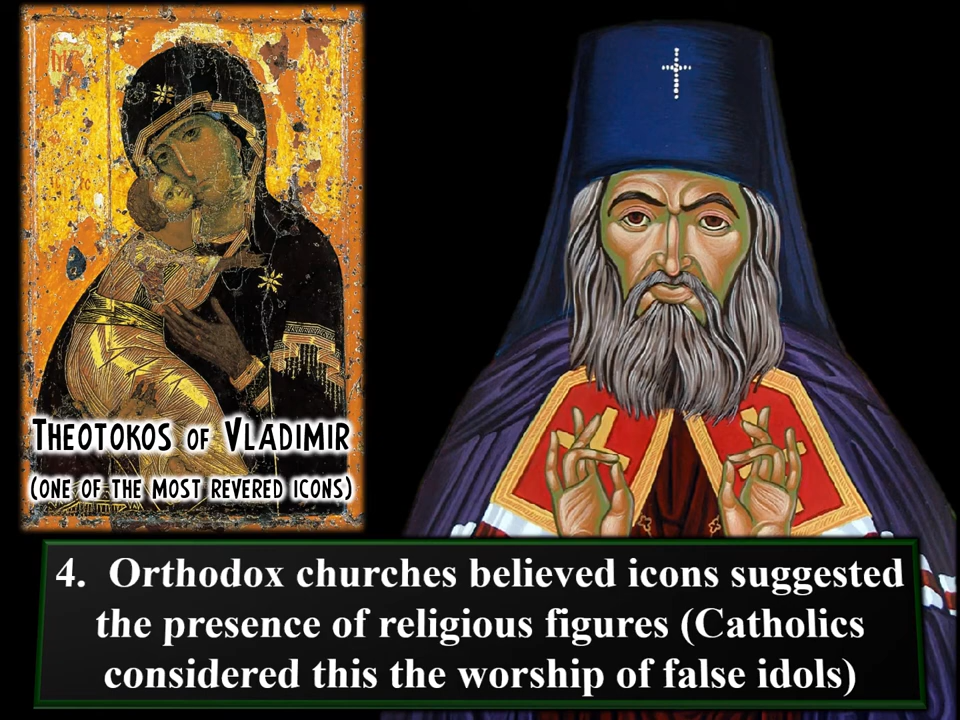 THEOTOKOS OF VLADIMIR
(ONE OF THE MOST REVERED ICONS)
4. Orthodox churches believed icons suggested
the presence of religious figures (Catholics
considered this the worship of false idols)